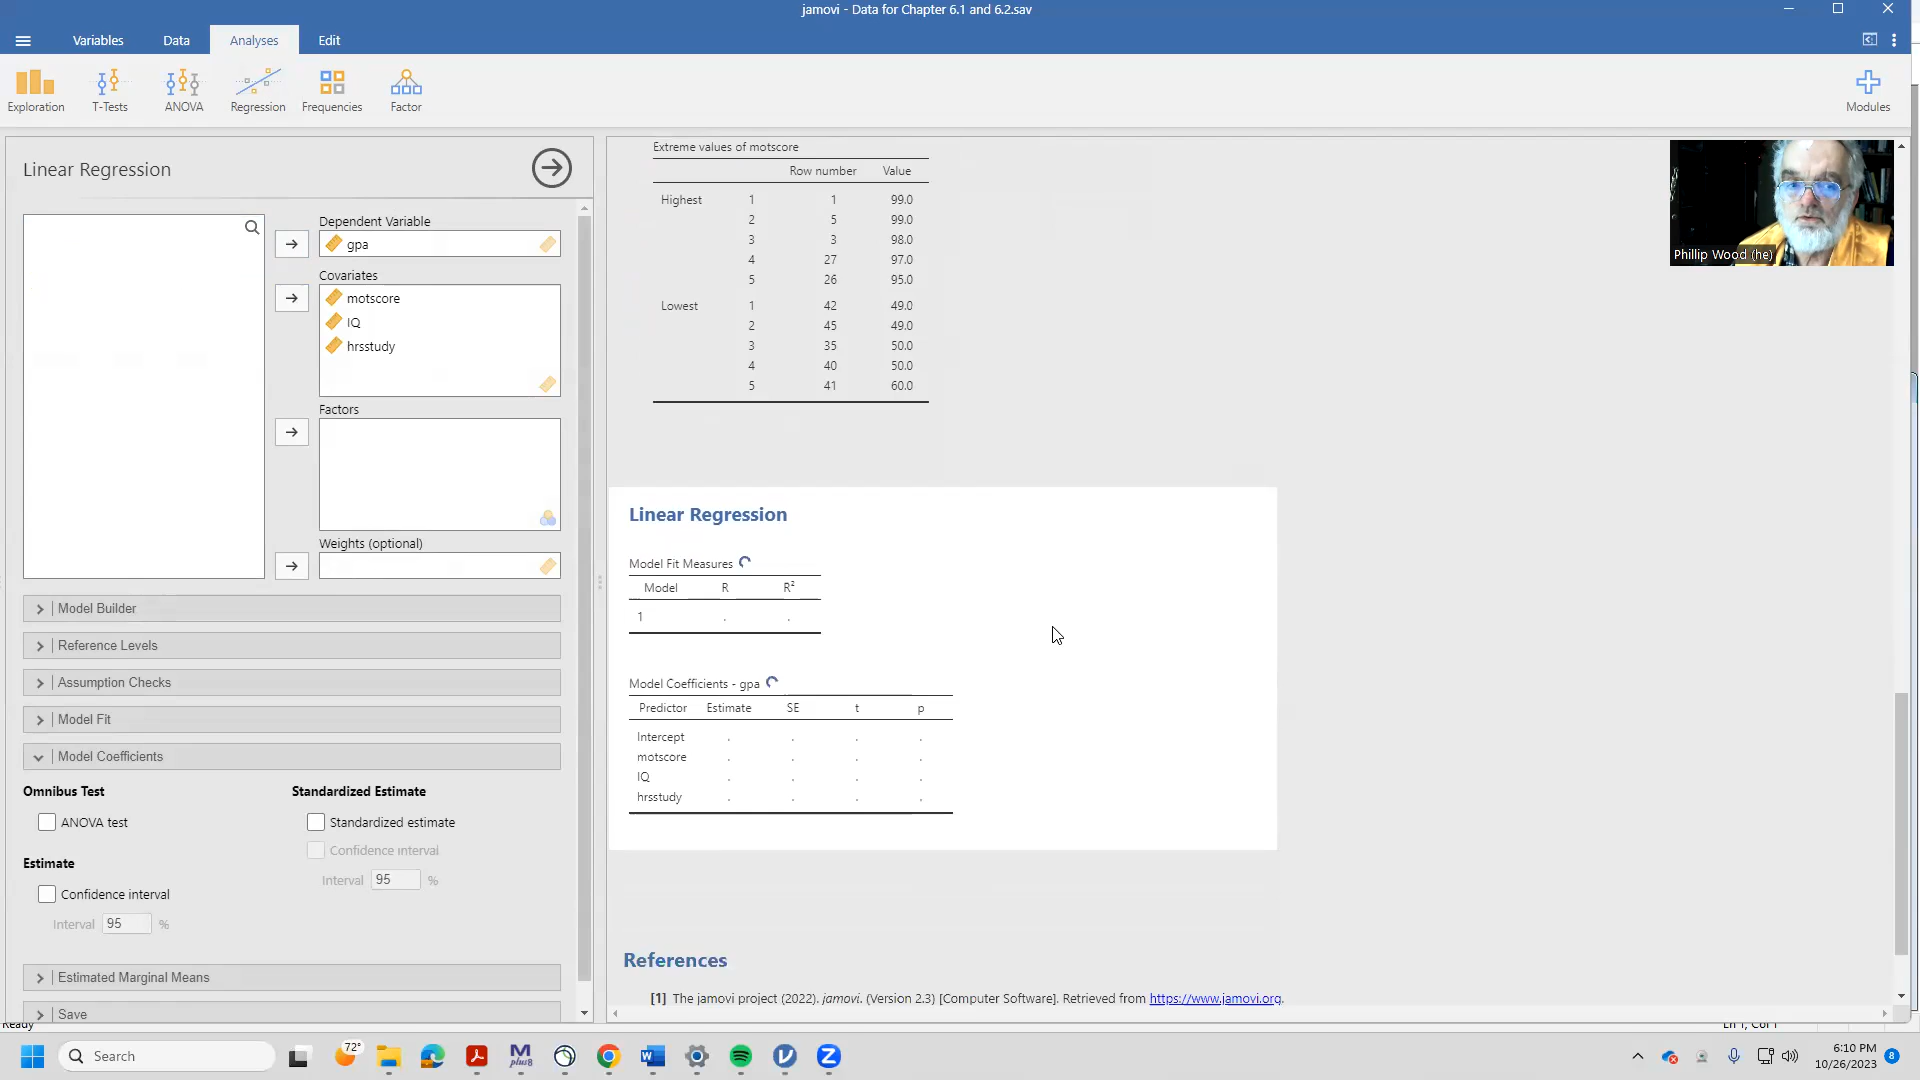 jamovi - Data for Chapter 6.1 and 6.2.sav
Variables Data Analyses Edit
Exploration T-Tests ANOVA Regression Frequencies Factor Modules
Linear Regression
Dependent Variable
gpa
Covariates
motscore
IQ
hrsstudy
Factors
Weights (optional)
Model Builder
Reference Levels
Assumption Checks
Model Fit
Model Coefficients
Omnibus Test Standardized Estimate
ANOVA test Standardized estimate
Confidence interval
Estimate
Interval 95 %
Confidence interval
Interval 95 %
Estimated Marginal Means
Save
Extreme values of motscore
Row number Value
Highest 1 1 99.0
2 5 99.0
3 3 98.0
4 27 97.0
5 26 95.0
Lowest 1 42 49.0
2 45 49.0
3 35 50.0
4 40 50.0
5 41 60.0
Linear Regression
Model Fit Measures
Model R R²
1 . .
Model Coefficients - gpa
Predictor Estimate SE t p
Intercept . . . .
motscore . . . .
IQ . . . .
hrsstudy . . . .
References
[1] The jamovi project (2022). jamovi. (Version 2.3) [Computer Software]. Retrieved from https://www.jamovi.org.
Phillip Wood (he)
Ready Ln 1, Col 1
Search
72°
M
plus8
6:10 PM
10/26/2023
8